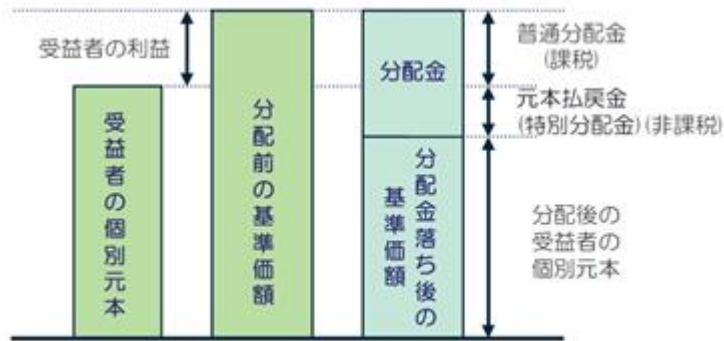 受益者の利益
受益者の個別元本
分配前の基準価額
分配金
分配金落ち後の
基準価額
普通分配金
(課税)
元本払戻金
(特別分配金)(非課税)
分配後の
受益者の
個別元本